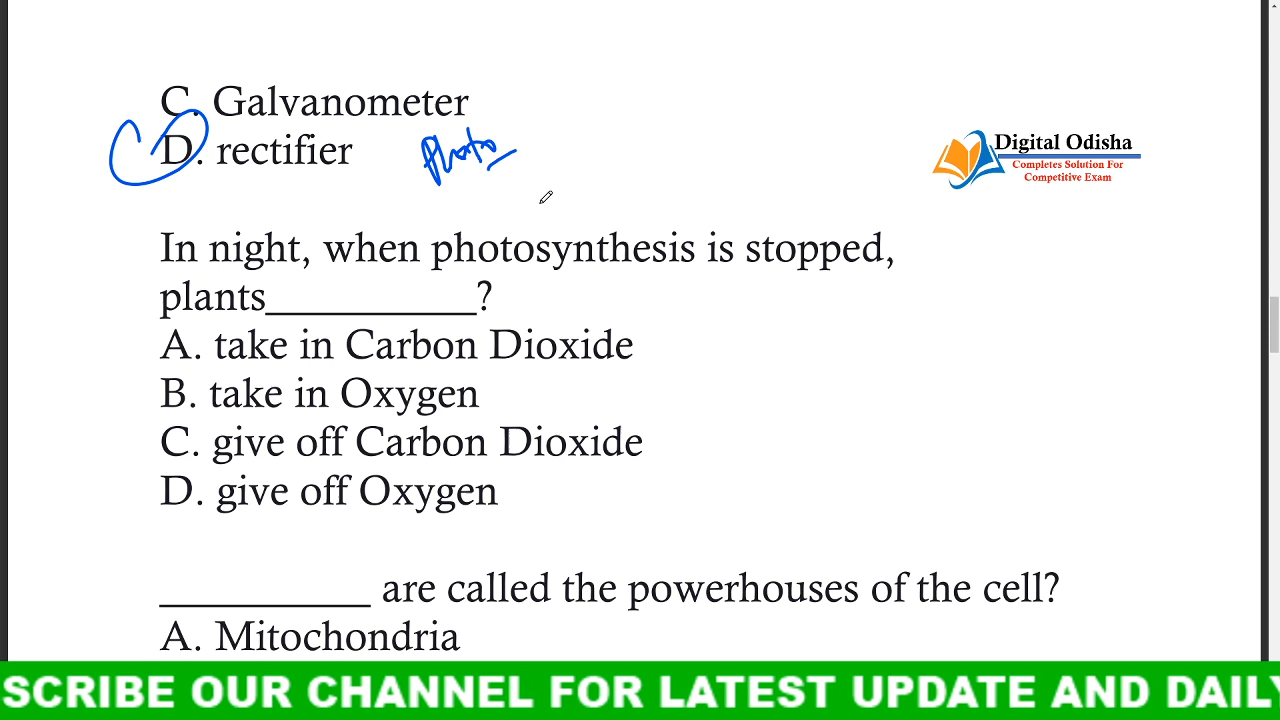 C. Galvanometer
D. rectifier
Photo
Digital Odisha
Completes Solution For
Competitive Exam
In night, when photosynthesis is stopped,
plants__________?
A. take in Carbon Dioxide
B. take in Oxygen
C. give off Carbon Dioxide
D. give off Oxygen
__________ are called the powerhouses of the cell?
A. Mitochondria
SCRIBE OUR CHANNEL FOR LATEST UPDATE AND DAILY